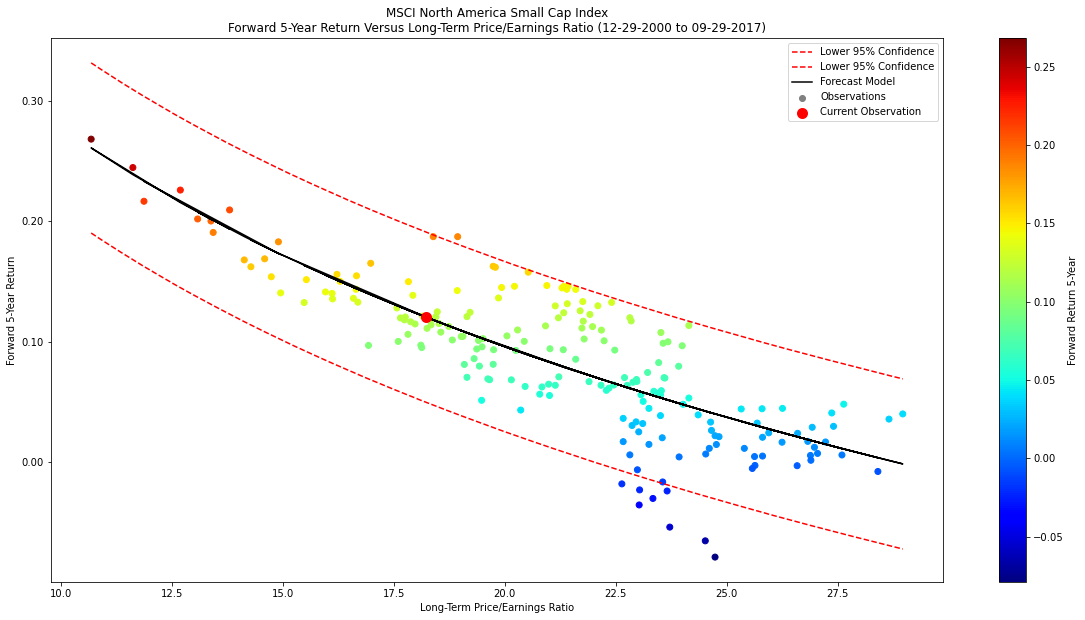 MSCI North America Small Cap Index
Forward 5-Year Return Versus Long-Term Price/Earnings Ratio (12-29-2000 to 09-29-2017)
Lower 95% Confidence
Lower 95% Confidence
Forecast Model
Observations
Current Observation
Forward 5-Year Return
0.30
0.20
0.10
0.00
10.0 12.5 15.0 17.5 20.0 22.5 25.0 27.5
Long-Term Price/Earnings Ratio
0.25
0.20
0.15
0.10
0.05
0.00
−0.05
Forward Return 5-Year